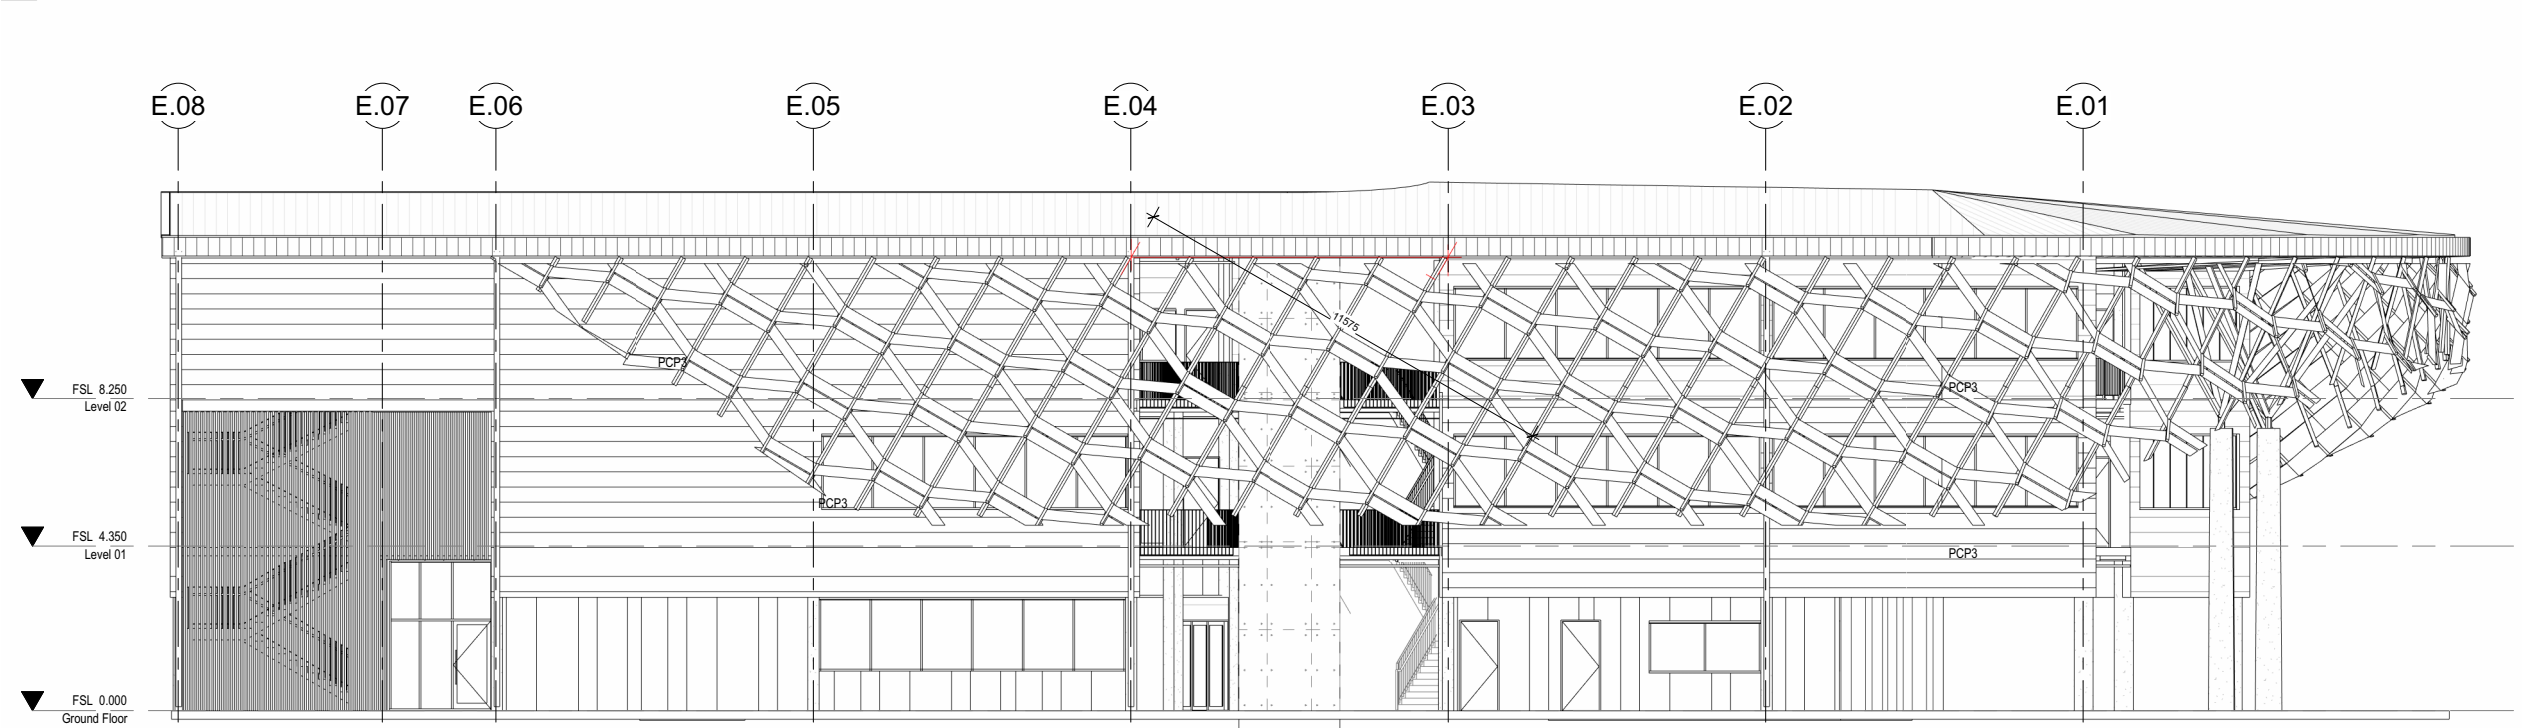 E.08 E.07 E.06 E.05 E.04 E.03 E.02 E.01
11575
PCP3
PCP3
FSL 8.250
Level 02
PCP3
FSL 4.350
Level 01
PCP3
FSL 0.000
Ground Floor